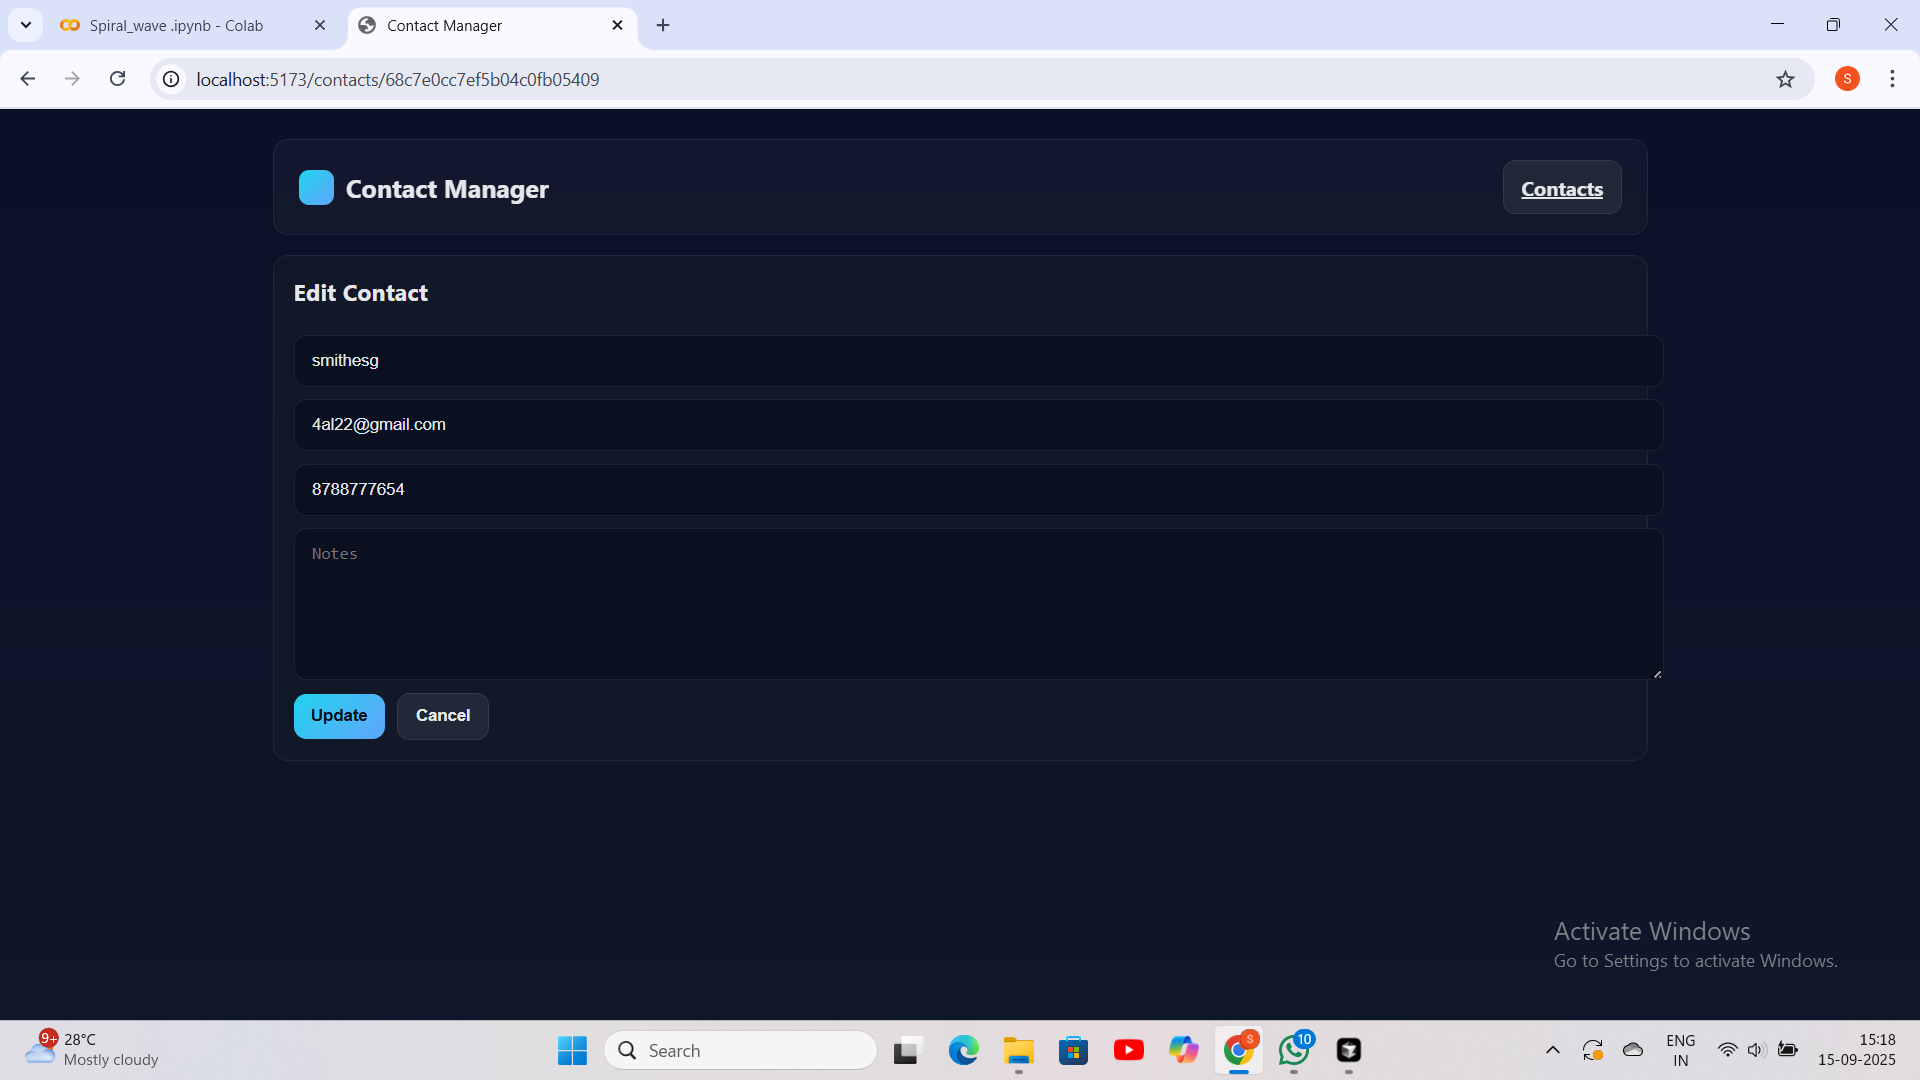 Spiral_wave .ipynb - Colab
Contact Manager
localhost:5173/contacts/68c7e0cc7ef5b04c0fb05409
S
Contact Manager
Contacts
Edit Contact
smithesg
4al22@gmail.com
8788777654
Notes
Update
Cancel
Activate Windows
Go to Settings to activate Windows.
9+
28°C
Mostly cloudy
Search
S
10
ENG
IN
15:18
15-09-2025